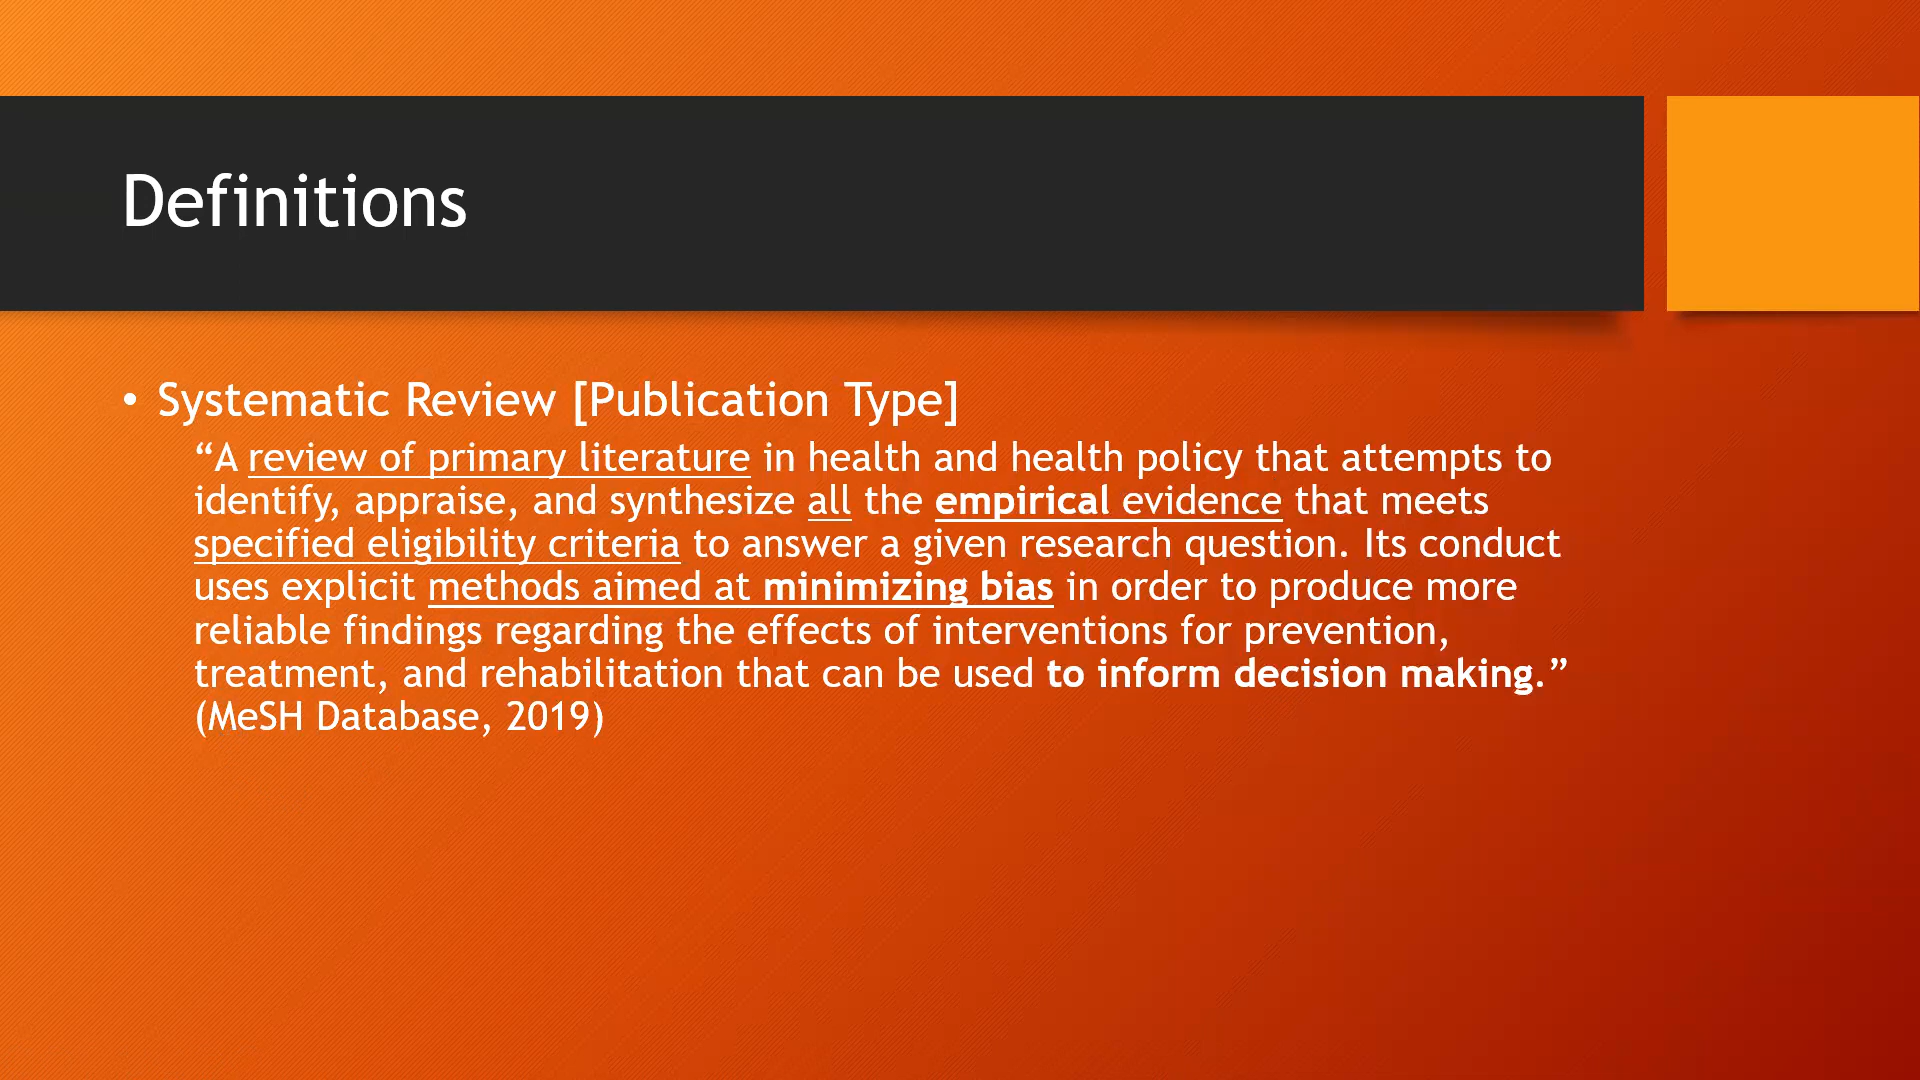 Definitions
• Systematic Review [Publication Type]
“A review of primary literature in health and health policy that attempts to
identify, appraise, and synthesize all the empirical evidence that meets
specified eligibility criteria to answer a given research question. Its conduct
uses explicit methods aimed at minimizing bias in order to produce more
reliable findings regarding the effects of interventions for prevention,
treatment, and rehabilitation that can be used to inform decision making.”
(MeSH Database, 2019)